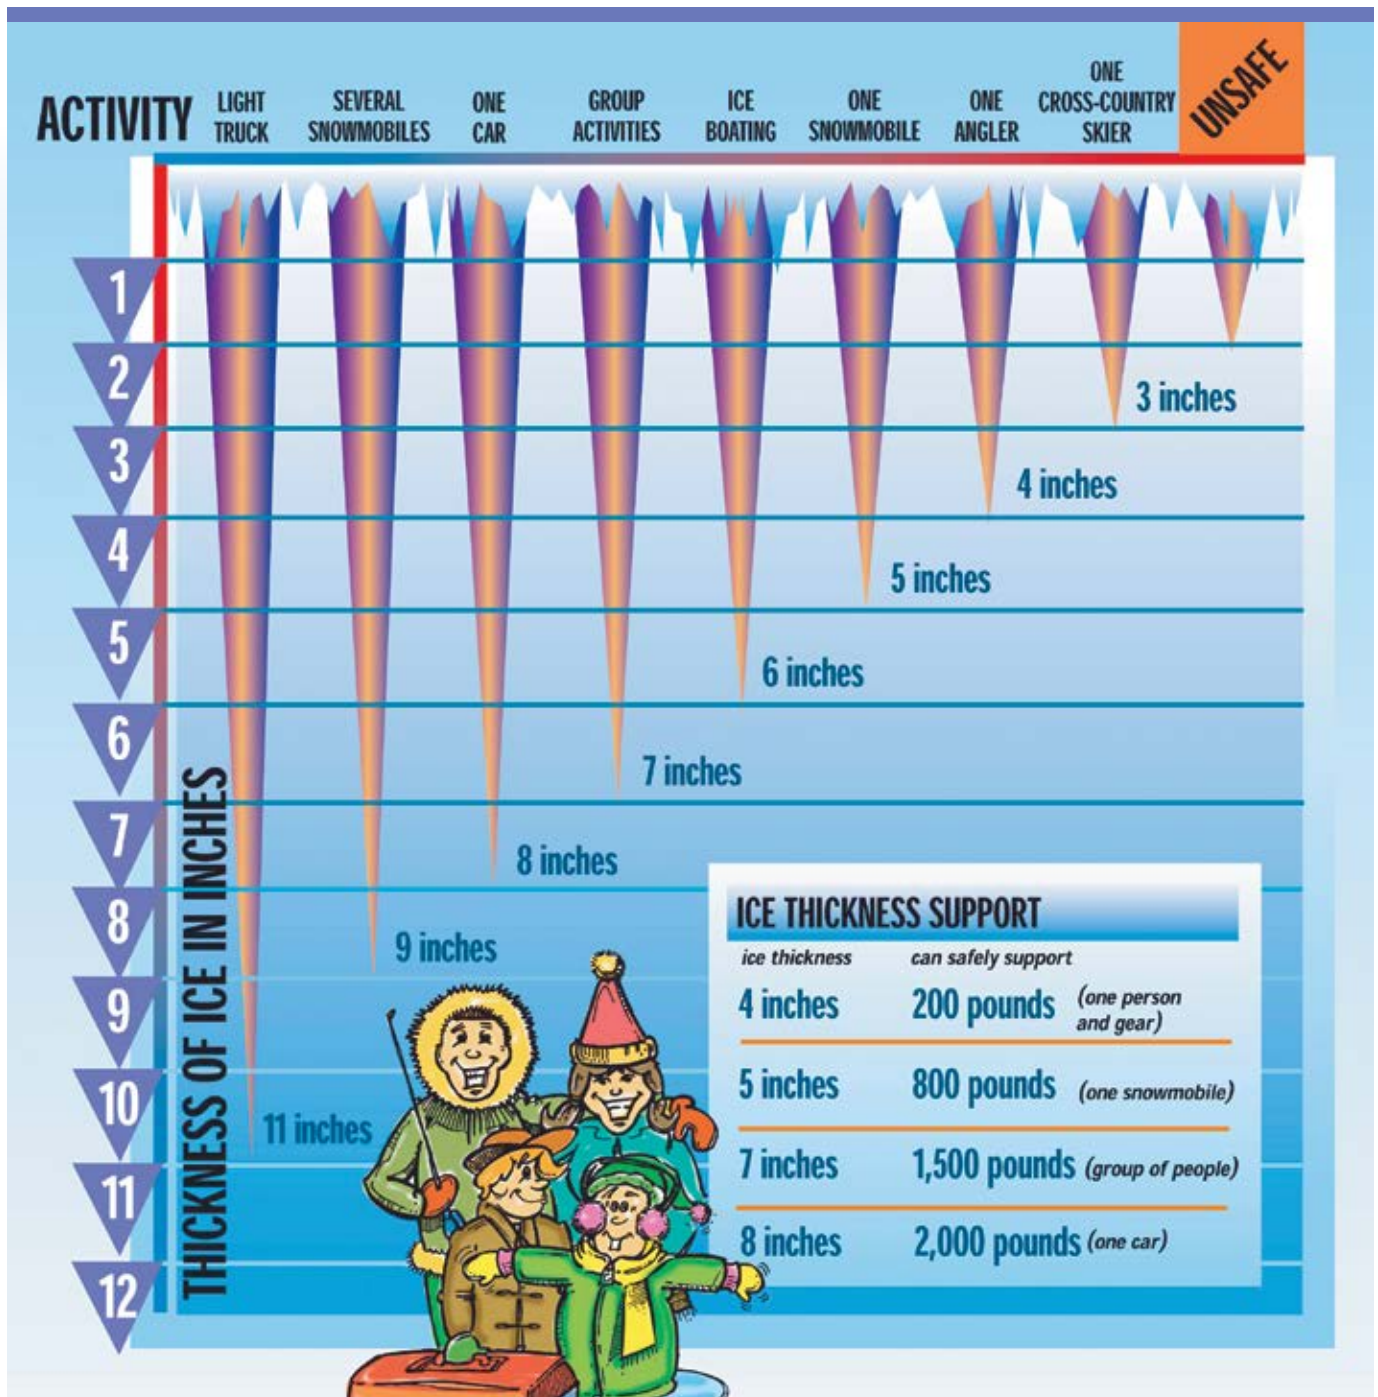 ACTIVITY
LIGHT
TRUCK
SEVERAL
SNOWMOBILES
ONE
CAR
GROUP
ACTIVITIES
ICE
BOATING
ONE
SNOWMOBILE
ONE
ANGLER
ONE
CROSS-COUNTRY
SKIER
UNSAFE
1
2
3 inches
3
4 inches
4
5 inches
5
6 inches
6
7 inches
7
8 inches
8
9 inches
9
10
11 inches
11
12
THICKNESS OF ICE IN INCHES
ICE THICKNESS SUPPORT
ice thickness can safely support
4 inches 200 pounds (one person
and gear)
5 inches 800 pounds (one snowmobile)
7 inches 1,500 pounds (group of people)
8 inches 2,000 pounds (one car)